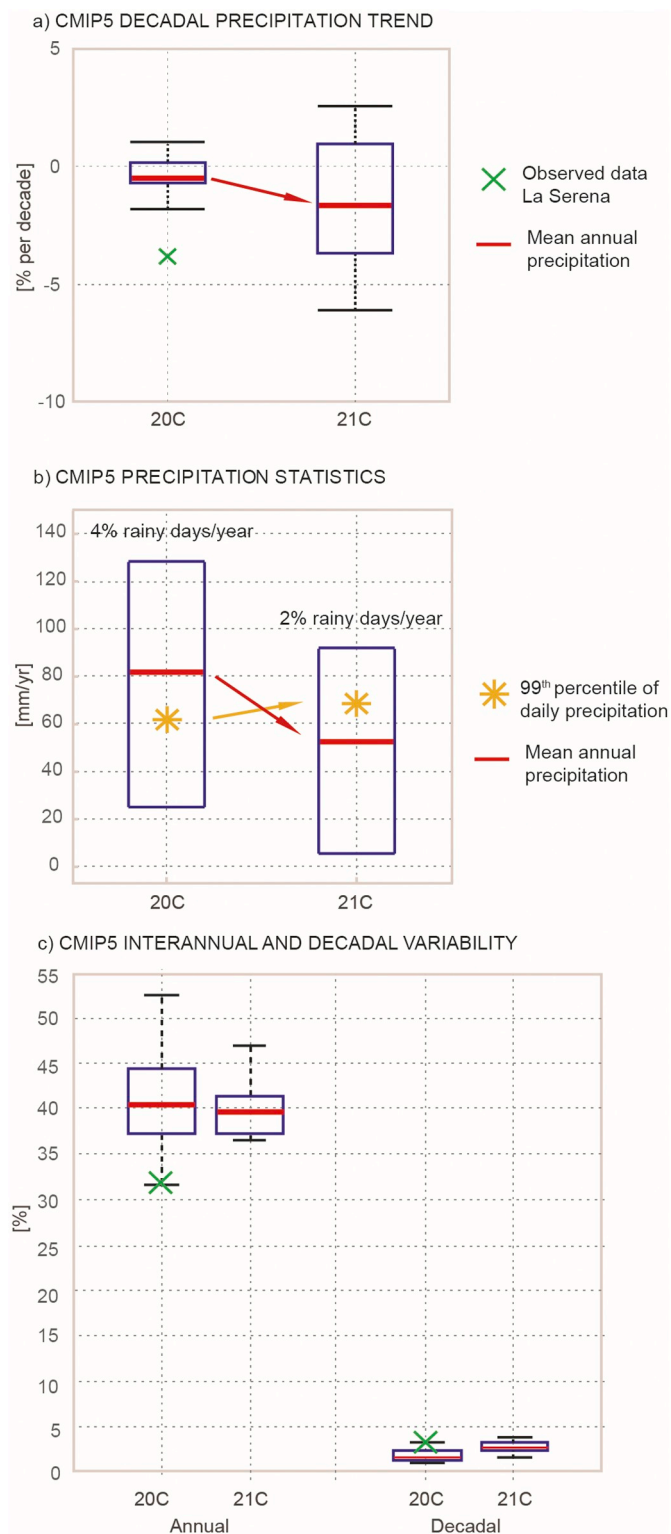 a) CMIP5 DECADAL PRECIPITATION TREND
5
0
-5
-10
[% per decade]
20C
21C
Observed data
La Serena
Mean annual
precipitation
b) CMIP5 PRECIPITATION STATISTICS
140
120
100
80
60
40
20
0
[mm/yr]
4% rainy days/year
2% rainy days/year
20C
21C
99th percentile of
daily precipitation
Mean annual
precipitation
c) CMIP5 INTERANNUAL AND DECADAL VARIABILITY
55
50
45
40
35
30
25
20
15
10
5
0
[%]
20C
21C
20C
21C
Annual
Decadal